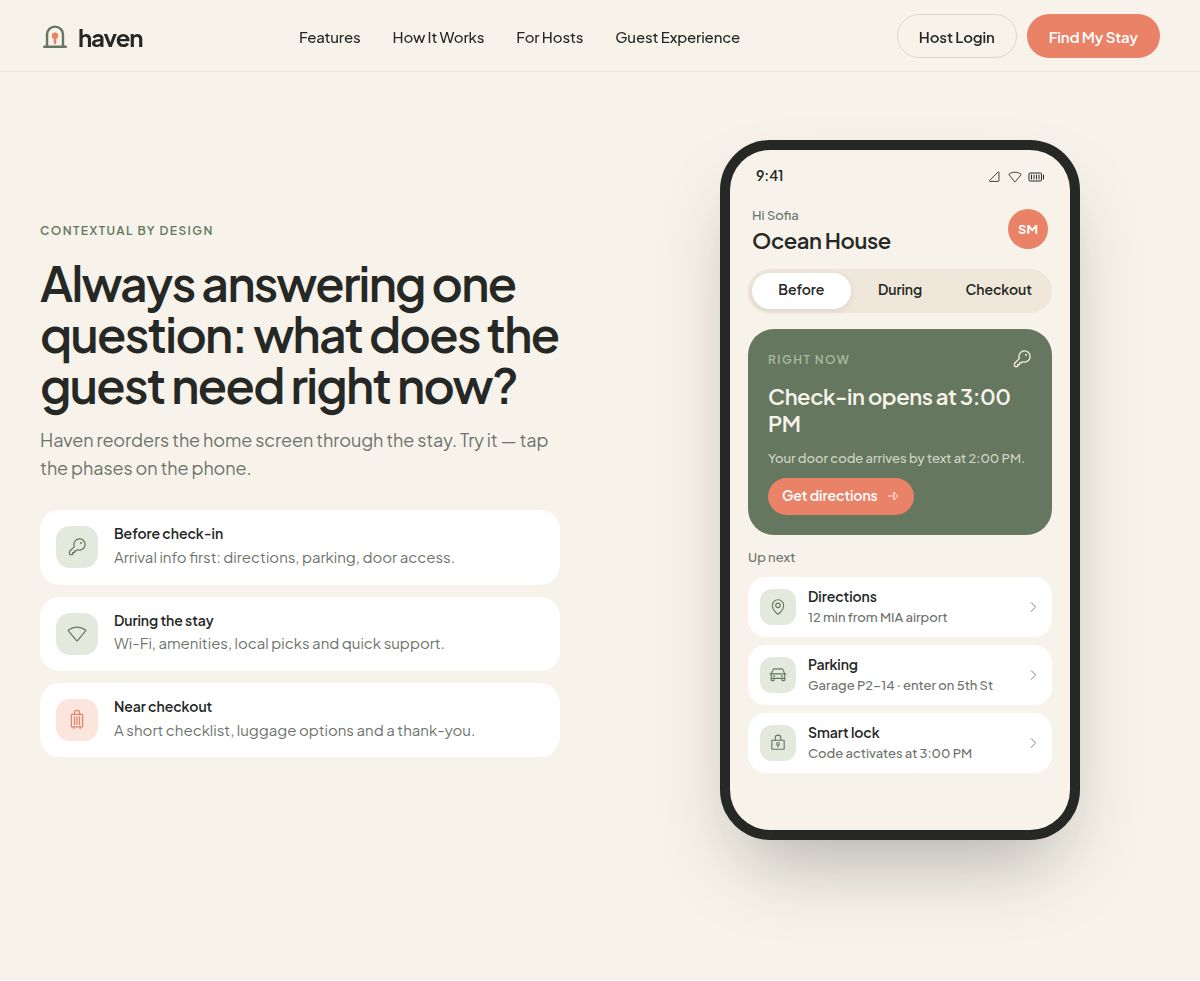 haven
Features
How It Works
For Hosts
Guest Experience
Host Login
Find My Stay
CONTEXTUAL BY DESIGN
Always answering one
question: what does the
guest need right now?
Haven reorders the home screen through the stay. Try it — tap
the phases on the phone.
Before check-in
Arrival info first: directions, parking, door access.
During the stay
Wi-Fi, amenities, local picks and quick support.
Near checkout
A short checklist, luggage options and a thank-you.
9:41
Hi Sofia
Ocean House
SM
Before
During
Checkout
RIGHT NOW
Check-in opens at 3:00
PM
Your door code arrives by text at 2:00 PM.
Get directions
Up next
Directions
12 min from MIA airport
Parking
Garage P2–14 · enter on 5th St
Smart lock
Code activates at 3:00 PM